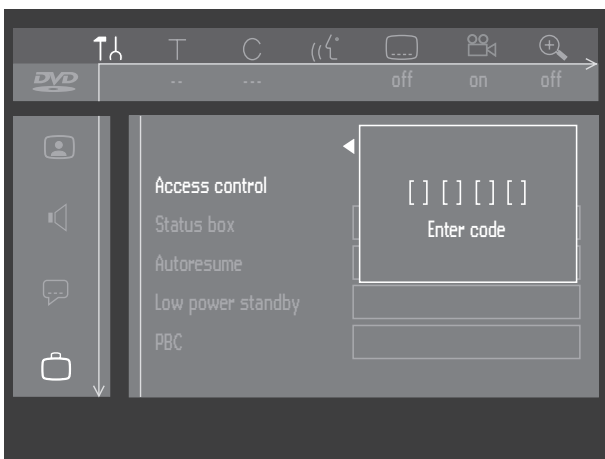 T C
DVD -- --- off on off
Access control
Status box
Autoresume
Low power standby
PBC
[ ] [ ] [ ] [ ]
Enter code